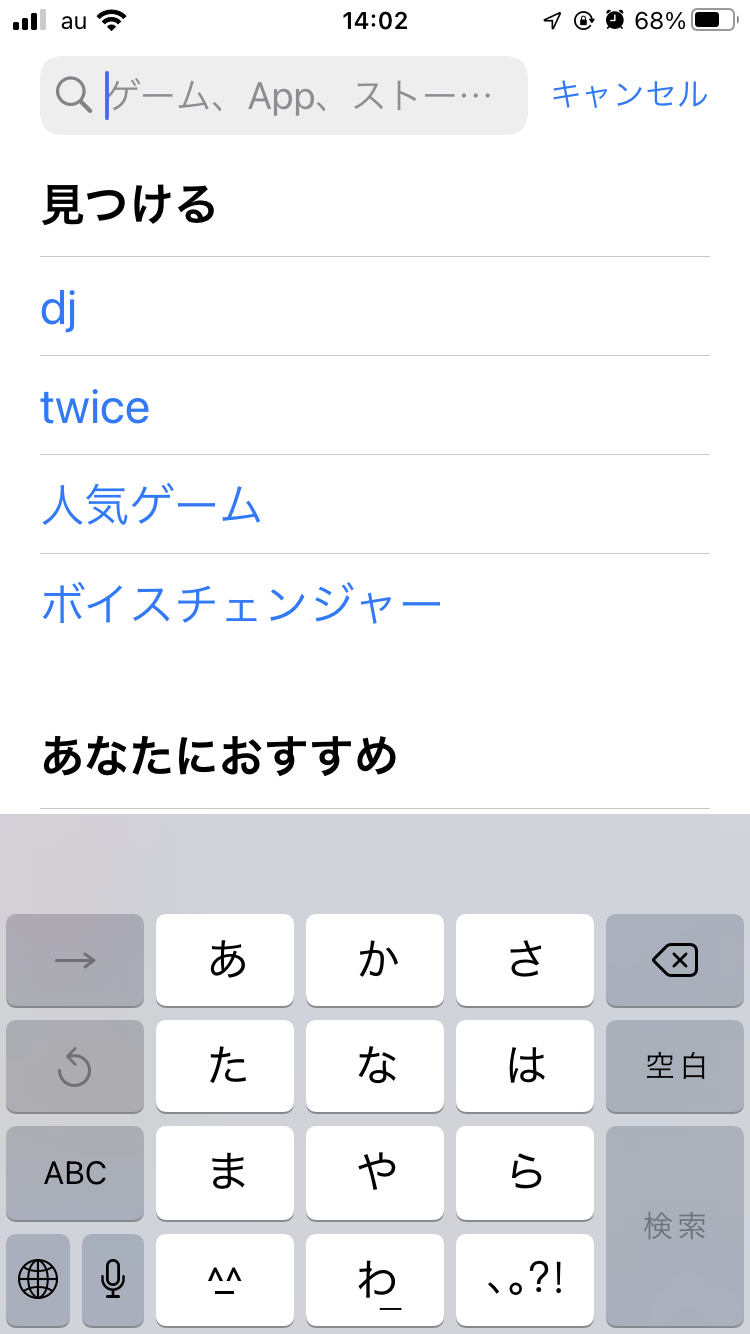 au 14:02 68%
ゲーム、App、ストー… キャンセル
見つける
dj
twice
人気ゲーム
ボイスチェンジャー
あなたにおすすめ
→ あ か さ
た な は 空白
ABC ま や ら 検索
^^ わ 、。?!